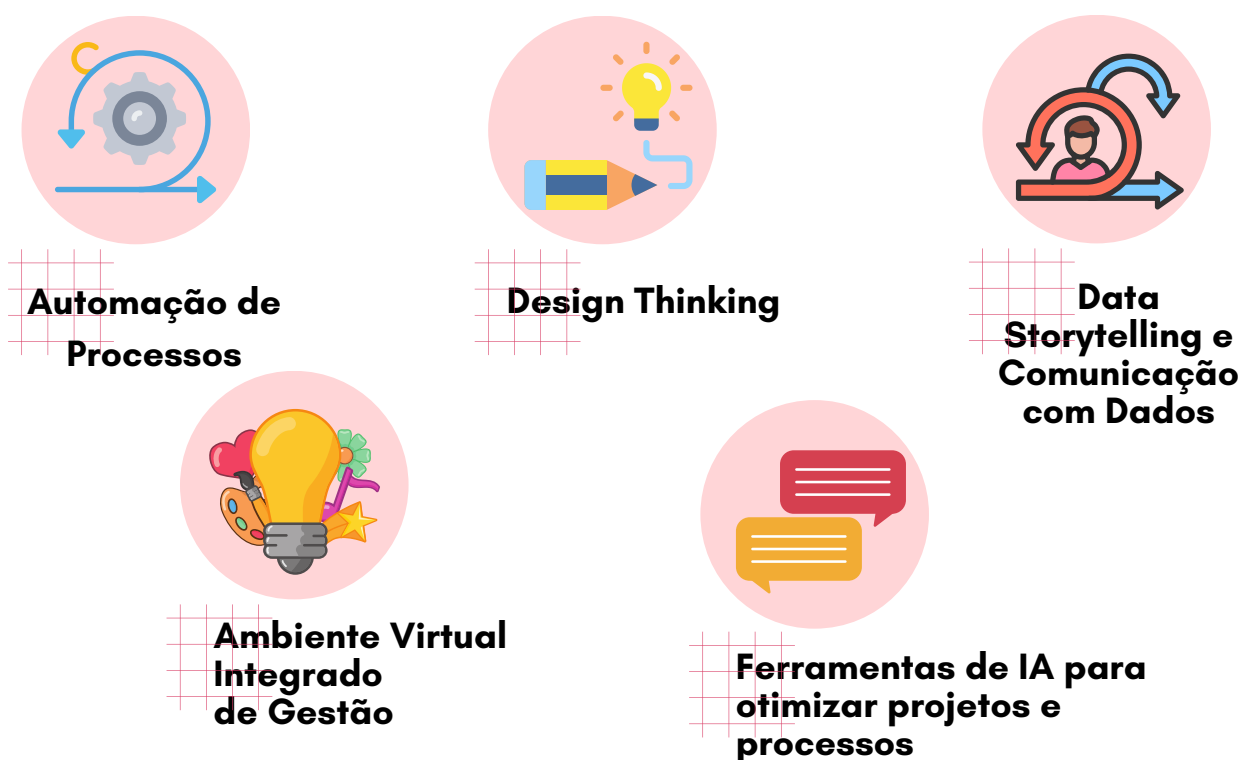 Automação de
Processos
Design Thinking
Data
Storytelling e
Comunicação
com Dados
Ambiente Virtual
Integrado
de Gestão
Ferramentas de IA para
otimizar projetos e
processos